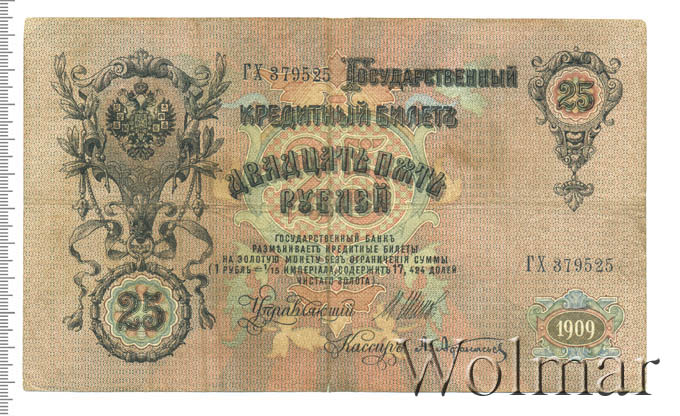 ГХ 379525
Государственный
25
Кредитный Билетъ
25
Двадцать пять
рублей
Государственный банкъ
размѣниваетъ кредитные билеты
на золотую монету безъ ограниченія суммы
(1 рубль = 1/15 имперіала, содержитъ 17,424 долей
чистаго золота)
ГХ 379525
25
Управляющій
25
1909
Кассиръ
Wolmar